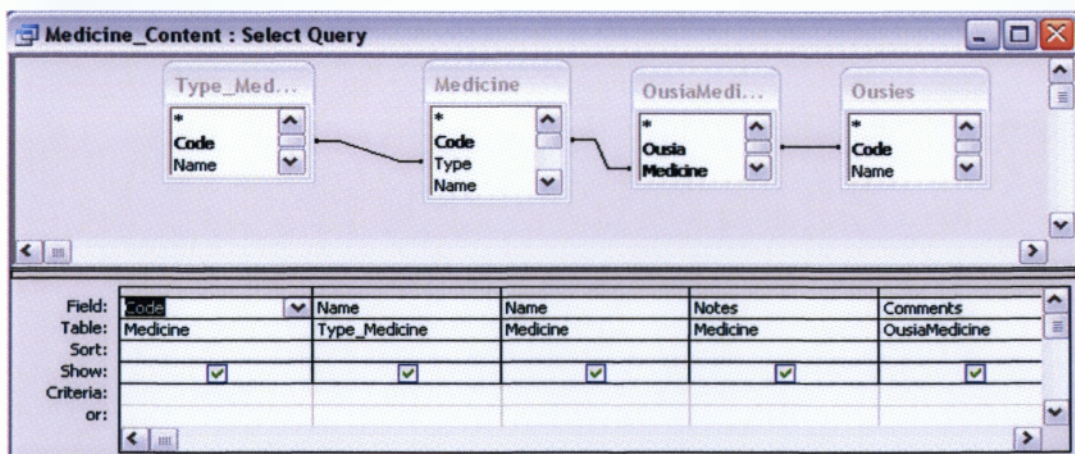 Medicine_Content : Select Query
Type_Med...
*
Code
Name
Medicine
*
Code
Type
Name
OusiaMedi...
*
Ousia
Medicine
Ousies
*
Code
Name
Field: Code Name Name Notes Comments
Table: Medicine Type_Medicine Medicine Medicine OusiaMedicine
Sort:
Show:
Criteria:
or: